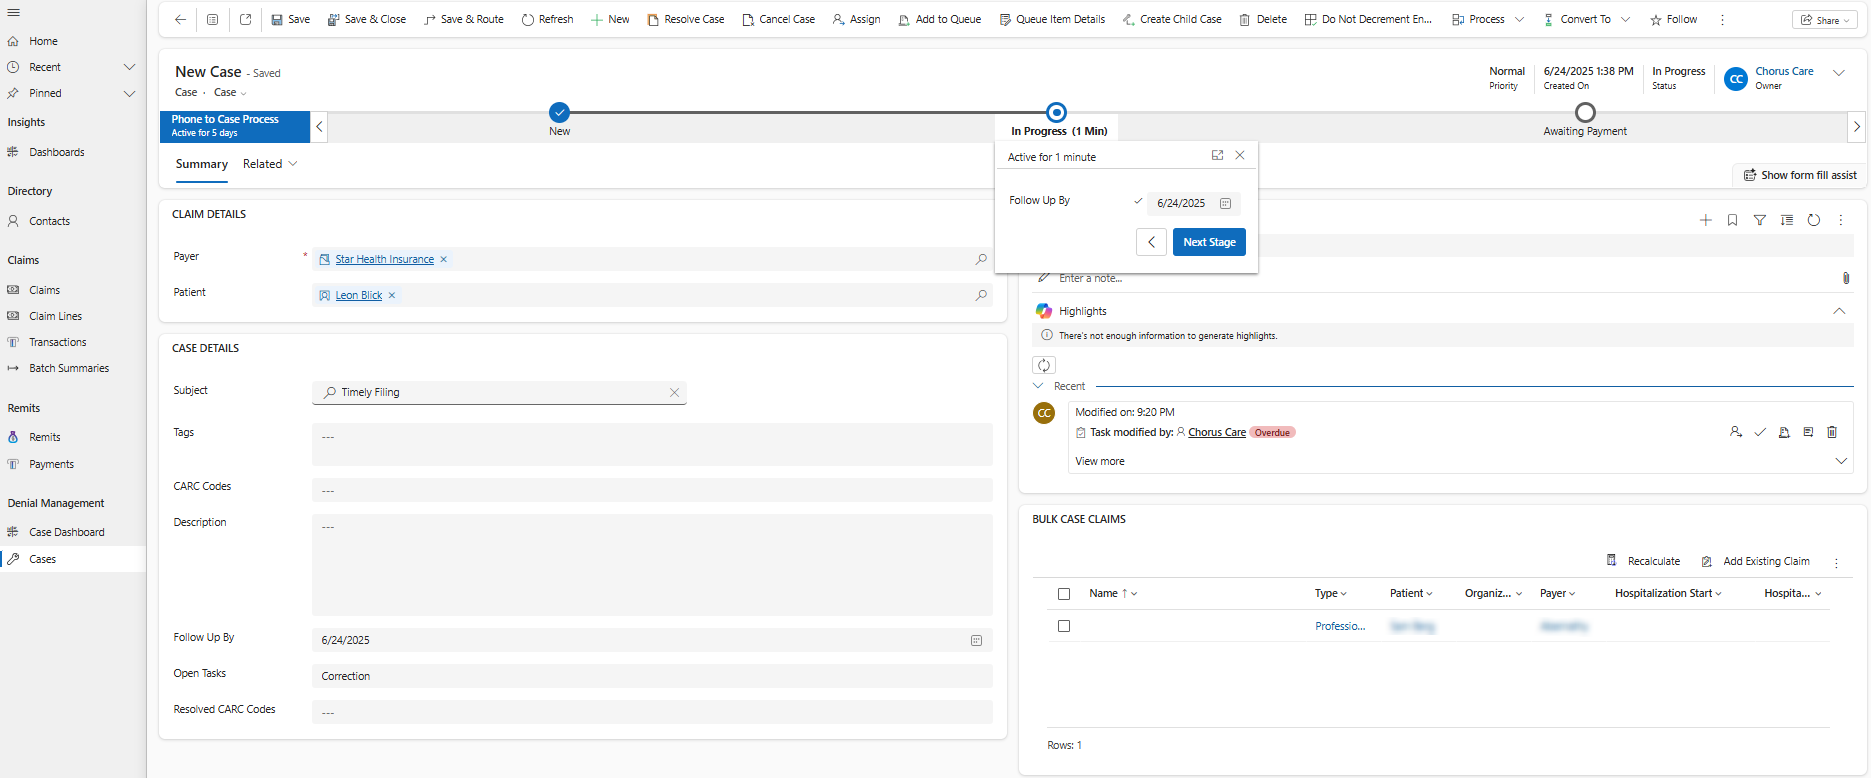 Home
Recent
Pinned
Insights
Dashboards
Directory
Contacts
Claims
Claims
Claim Lines
Transactions
Batch Summaries
Remits
Remits
Payments
Denial Management
Case Dashboard
Cases
Save
Save & Close
Save & Route
Refresh
New
Resolve Case
Cancel Case
Assign
Add to Queue
Queue Item Details
Create Child Case
Delete
Do Not Decrement En...
Process
Convert To
Follow
Share
New Case - Saved
Case · Case
Normal
Priority
6/24/2025 1:38 PM
Created On
In Progress
Status
CC
Chorus Care
Owner
Phone to Case Process
Active for 5 days
New
In Progress (1 Min)
Awaiting Payment
Summary
Related
Active for 1 minute
Follow Up By
6/24/2025
Next Stage
Show form fill assist
CLAIM DETAILS
Payer *
Star Health Insurance
Patient
Leon Blick
CASE DETAILS
Subject
Timely Filing
Tags
---
CARC Codes
---
Description
---
Follow Up By
6/24/2025
Open Tasks
Correction
Resolved CARC Codes
---
Enter a note...
Highlights
There's not enough information to generate highlights.
Recent
CC
Modified on: 9:20 PM
Task modified by: Chorus Care Overdue
View more
BULK CASE CLAIMS
Recalculate
Add Existing Claim
Name
Type
Patient
Organiz...
Payer
Hospitalization Start
Hospita...
Professio...
Rows: 1